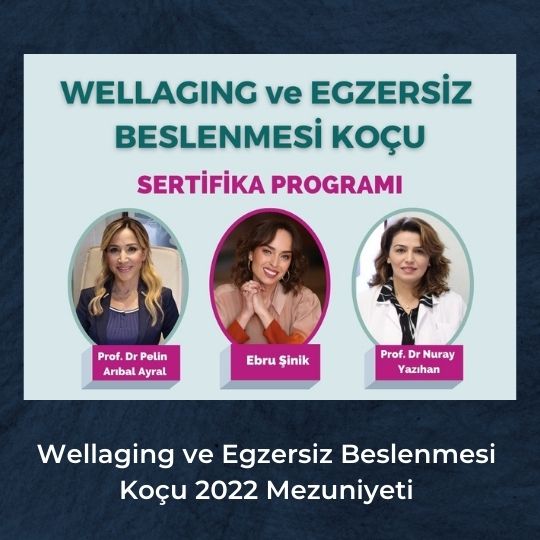 WELLAGING ve EGZERSİZ
BESLENMESİ KOÇU
SERTİFİKA PROGRAMI
Prof. Dr Pelin
Arıbal Ayral
Ebru Şinik
Prof. Dr Nuray
Yazıhan
Wellaging ve Egzersiz Beslenmesi
Koçu 2022 Mezuniyeti